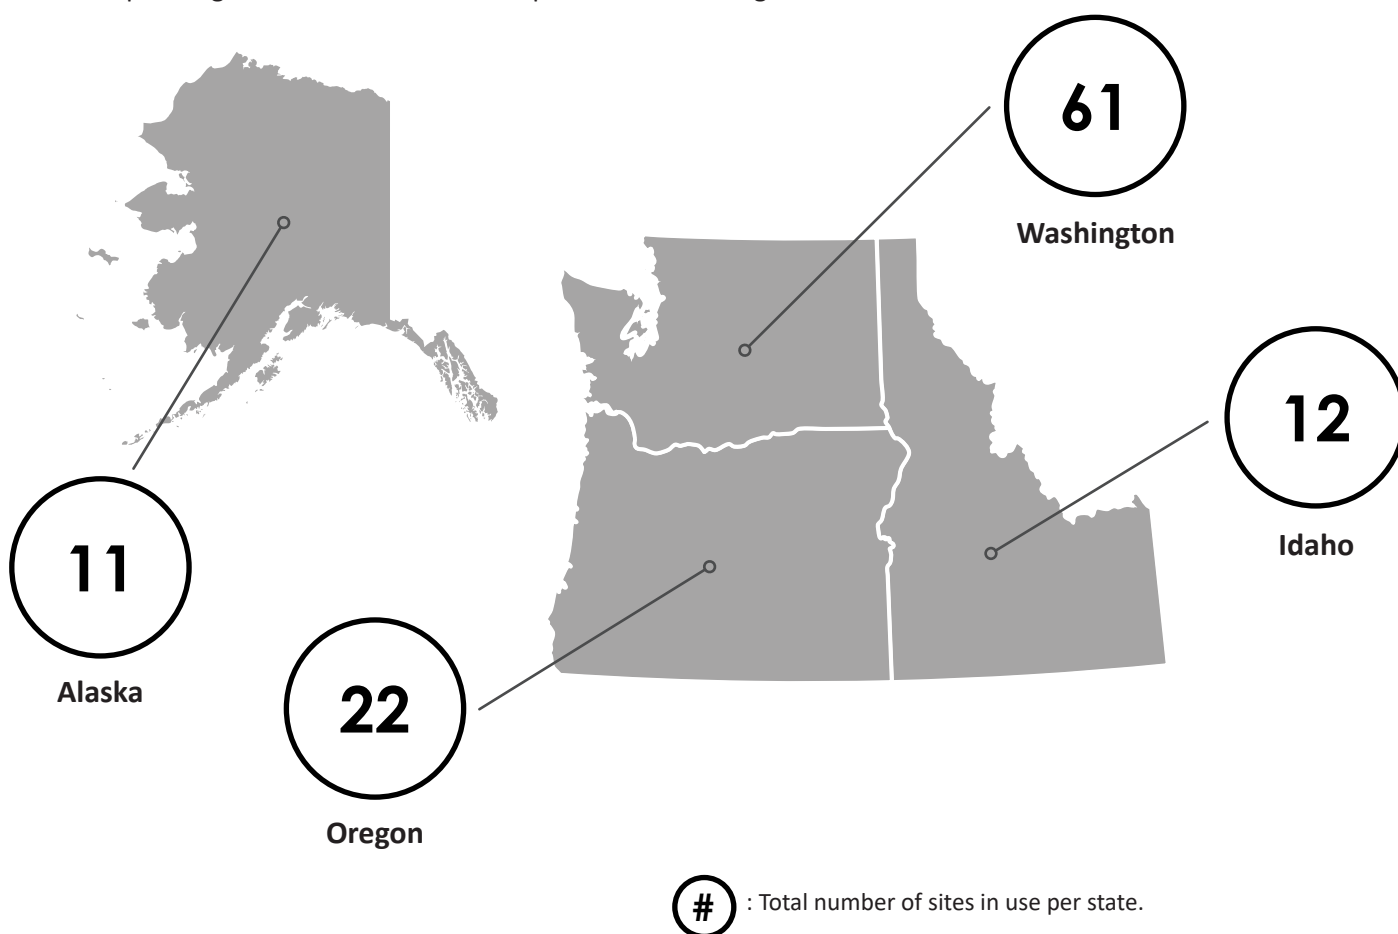 61
Washington
12
Idaho
11
Alaska
22
Oregon
# : Total number of sites in use per state.